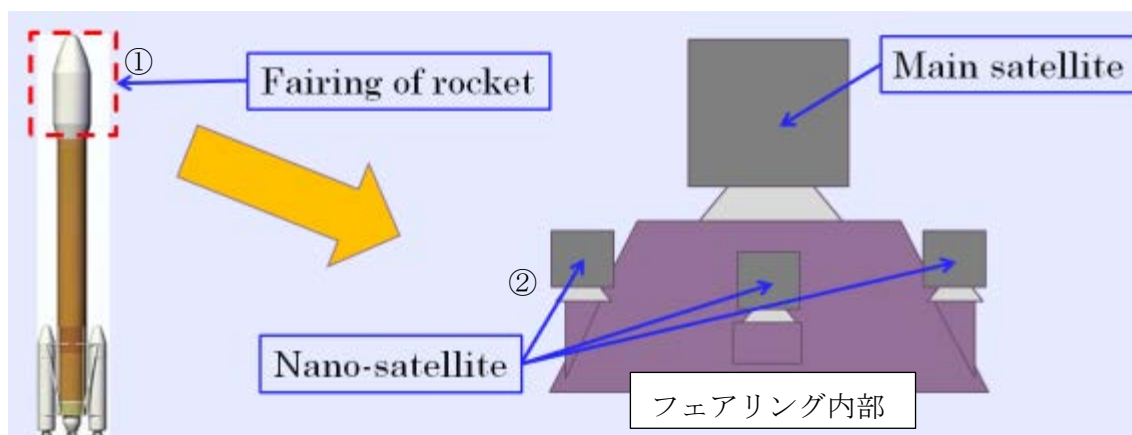 ①
Fairing of rocket
Main satellite
②
Nano-satellite
フェアリング内部